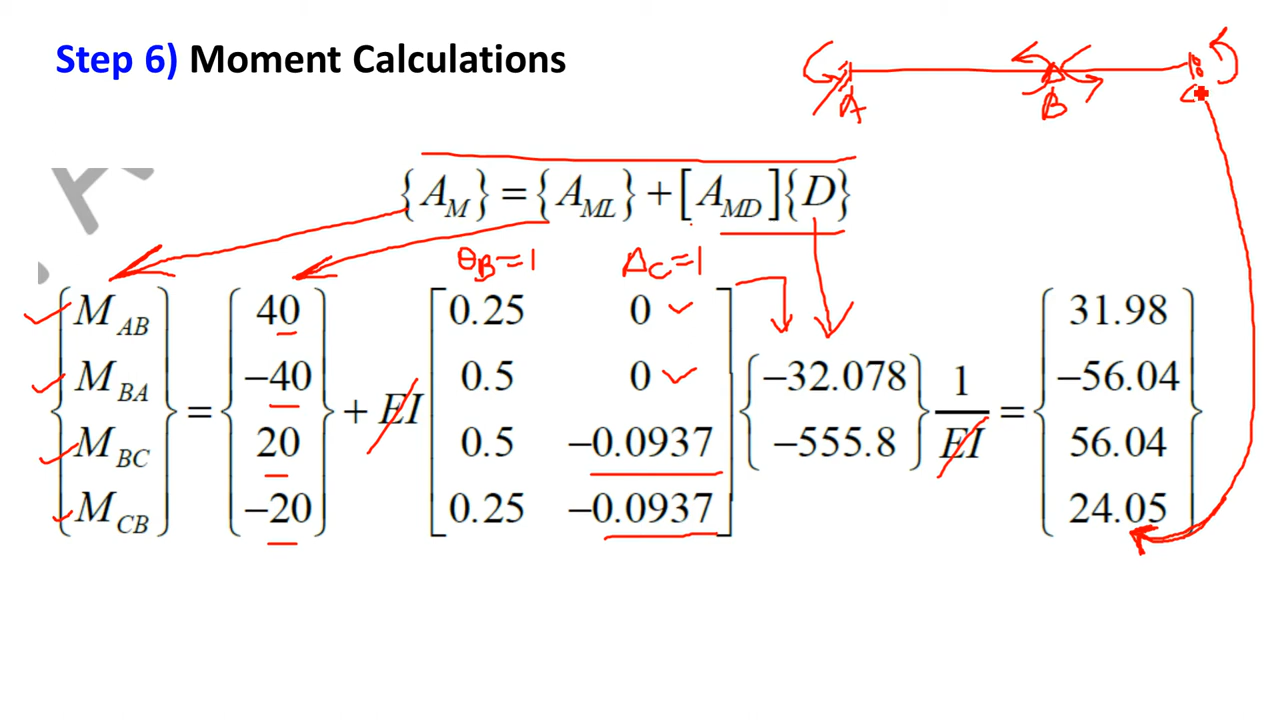 Step 6) Moment Calculations
A B C
{A_M} = {A_ML} + [A_MD]{D}
θ_B=1 Δ_C=1
{M_AB M_BA M_BC M_CB} = {40 −40 20 −20} + EI [0.25 0 0.5 0 0.5 −0.0937 0.25 −0.0937] {−32.078 −555.8} 1/EI = {31.98 −56.04 56.04 24.05}